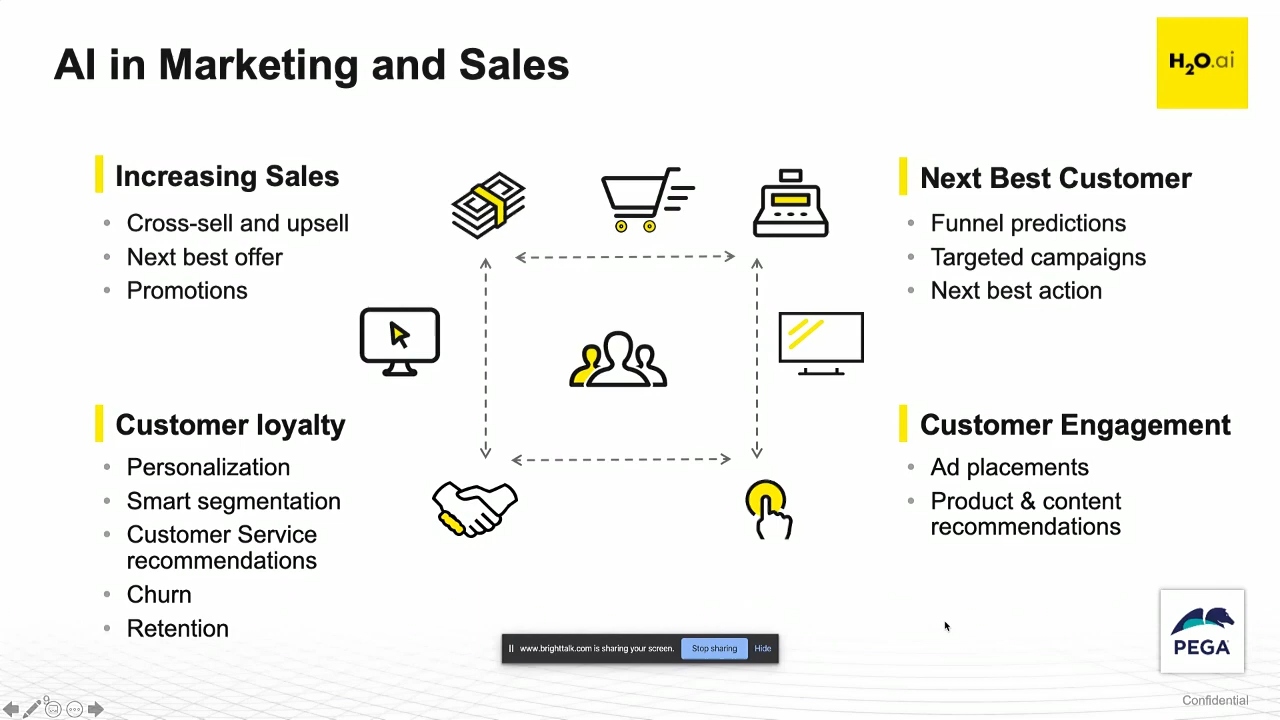 AI in Marketing and Sales
H2O.ai
Increasing Sales
• Cross-sell and upsell
• Next best offer
• Promotions
Next Best Customer
• Funnel predictions
• Targeted campaigns
• Next best action
Customer loyalty
• Personalization
• Smart segmentation
• Customer Service
recommendations
• Churn
• Retention
Customer Engagement
• Ad placements
• Product & content
recommendations
www.brighttalk.com is sharing your screen. Stop sharing Hide
PEGA
Confidential